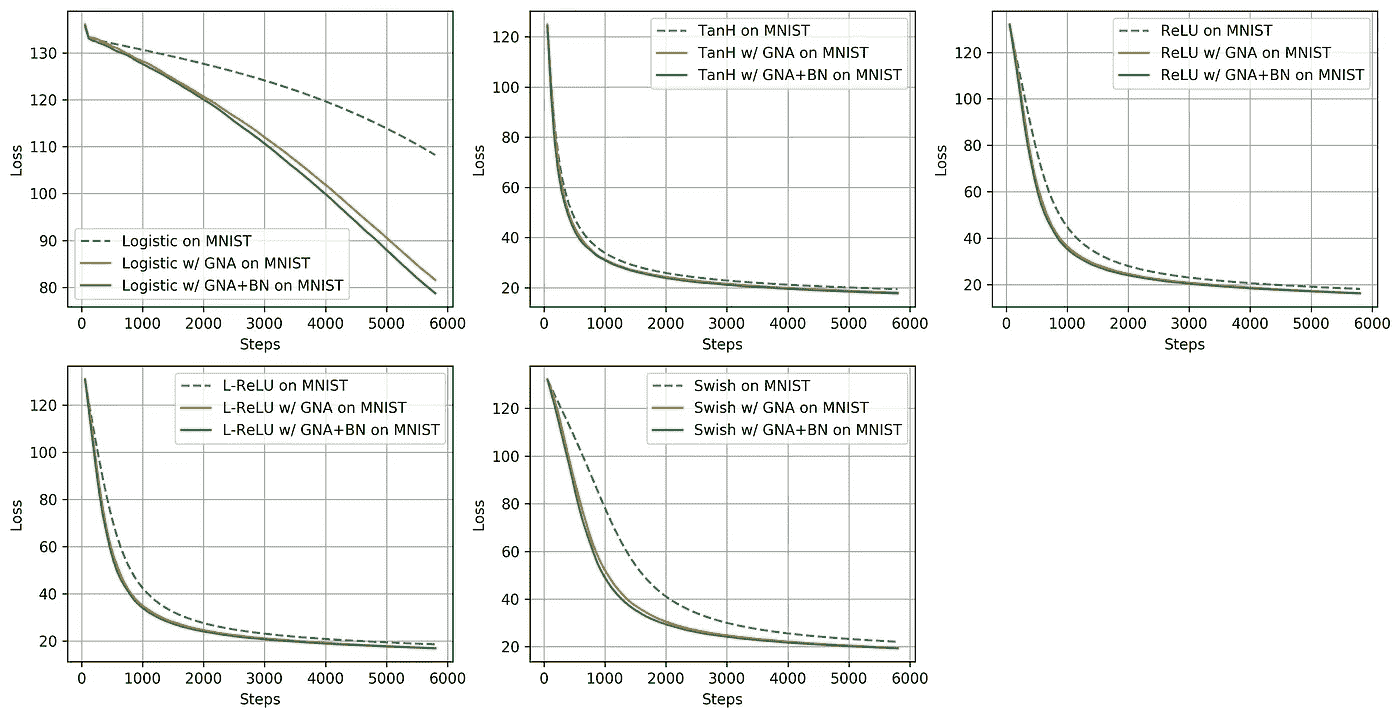 130
120
110
100
90
80
Loss
Logistic on MNIST
Logistic w/ GNA on MNIST
Logistic w/ GNA+BN on MNIST
0 1000 2000 3000 4000 5000 6000
Steps
120
100
80
60
40
20
Loss
TanH on MNIST
TanH w/ GNA on MNIST
TanH w/ GNA+BN on MNIST
0 1000 2000 3000 4000 5000 6000
Steps
120
100
80
60
40
20
Loss
ReLU on MNIST
ReLU w/ GNA on MNIST
ReLU w/ GNA+BN on MNIST
0 1000 2000 3000 4000 5000 6000
Steps
120
100
80
60
40
20
Loss
L-ReLU on MNIST
L-ReLU w/ GNA on MNIST
L-ReLU w/ GNA+BN on MNIST
0 1000 2000 3000 4000 5000 6000
Steps
120
100
80
60
40
20
Loss
Swish on MNIST
Swish w/ GNA on MNIST
Swish w/ GNA+BN on MNIST
0 1000 2000 3000 4000 5000 6000
Steps